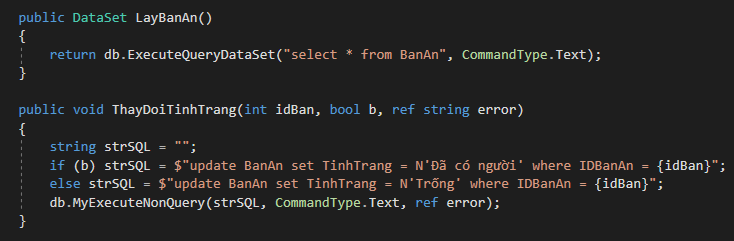 public DataSet LayBanAn()
{
return db.ExecuteQueryDataSet("select * from BanAn", CommandType.Text);
}
public void ThayDoiTinhTrang(int idBan, bool b, ref string error)
{
string strSQL = "";
if (b) strSQL = $"update BanAn set TinhTrang = N'Đã có người' where IDBanAn = {idBan}";
else strSQL = $"update BanAn set TinhTrang = N'Trống' where IDBanAn = {idBan}";
db.MyExecuteNonQuery(strSQL, CommandType.Text, ref error);
}